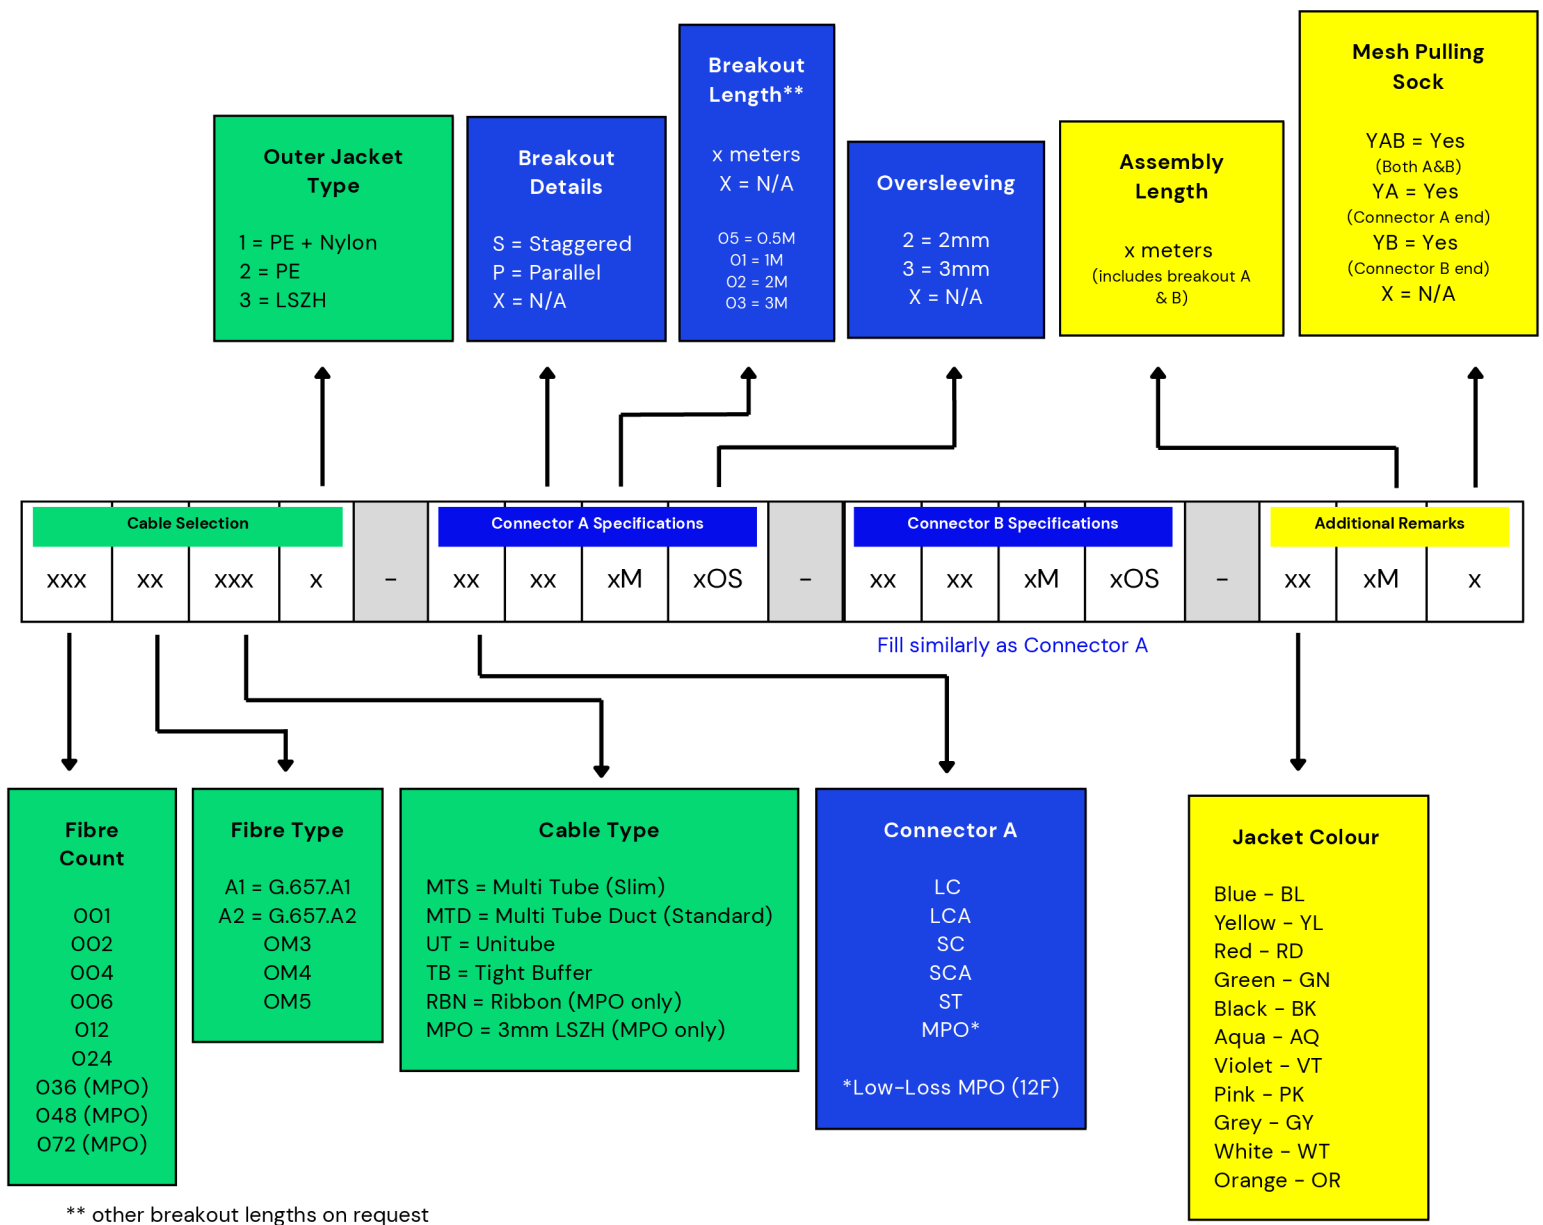 Outer Jacket
Type
1 = PE + Nylon
2 = PE
3 = LSZH
Breakout
Details
S = Staggered
P = Parallel
X = N/A
Breakout
Length**
x meters
X = N/A
05 = 0.5M
01 = 1M
02 = 2M
03 = 3M
Oversleeving
2 = 2mm
3 = 3mm
X = N/A
Assembly
Length
x meters
(includes breakout A
& B)
Mesh Pulling
Sock
YAB = Yes
(Both A&B)
YA = Yes
(Connector A end)
YB = Yes
(Connector B end)
X = N/A
Cable Selection
xxx xx xxx x
-
Connector A Specifications
xx xx xM xOS
-
Connector B Specifications
xx xx xM xOS
-
Additional Remarks
xx xM x
Fill similarly as Connector A
Fibre
Count
001
002
004
006
012
024
036 (MPO)
048 (MPO)
072 (MPO)
Fibre Type
A1 = G.657.A1
A2 = G.657.A2
OM3
OM4
OM5
Cable Type
MTS = Multi Tube (Slim)
MTD = Multi Tube Duct (Standard)
UT = Unitube
TB = Tight Buffer
RBN = Ribbon (MPO only)
MPO = 3mm LSZH (MPO only)
Connector A
LC
LCA
SC
SCA
ST
MPO*
*Low-Loss MPO (12F)
Jacket Colour
Blue - BL
Yellow - YL
Red - RD
Green - GN
Black - BK
Aqua - AQ
Violet - VT
Pink - PK
Grey - GY
White - WT
Orange - OR
** other breakout lengths on request